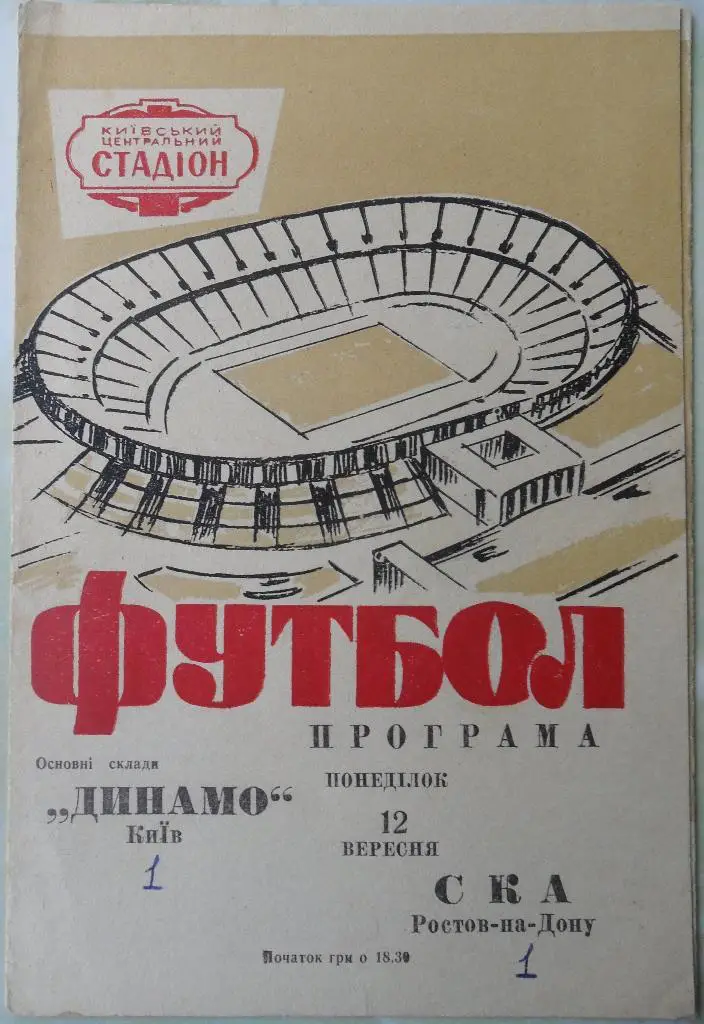 КИЇВСЬКИЙ
ЦЕНТРАЛЬНИЙ
СТАДІОН
ФУТБОЛ
ПРОГРАМА
Основні склади
„ДИНАМО“
Київ
1
ПОНЕДІЛОК
12
ВЕРЕСНЯ
СКА
Ростов-на-Дону
1
Початок гри о 18.30